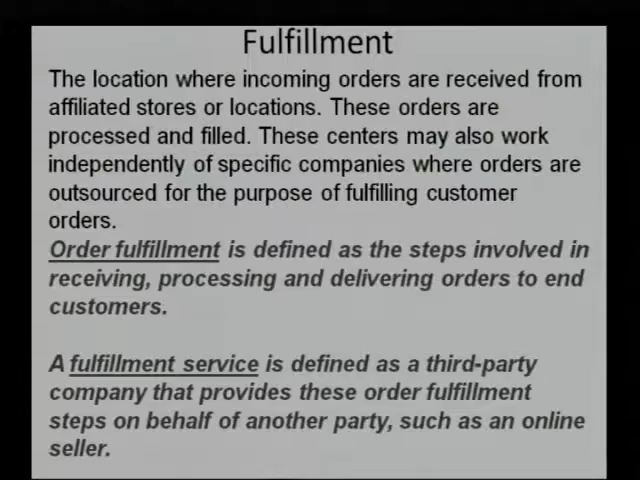 Fulfillment
The location where incoming orders are received from
affiliated stores or locations. These orders are
processed and filled. These centers may also work
independently of specific companies where orders are
outsourced for the purpose of fulfilling customer
orders.
Order fulfillment is defined as the steps involved in
receiving, processing and delivering orders to end
customers.
A fulfillment service is defined as a third-party
company that provides these order fulfillment
steps on behalf of another party, such as an online
seller.